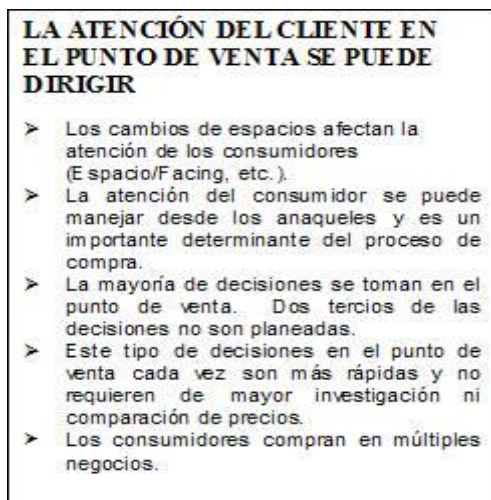 LA ATENCIÓN DEL CLIENTE EN
EL PUNTO DE VENTA SE PUEDE
DIRIGIR
➢ Los cambios de espacios afectan la
atención de los consumidores
(Espacio/Facing, etc.).
➢ La atención del consumidor se puede
manejar desde los anaqueles y es un
importante determinante del proceso de
compra.
➢ La mayoría de decisiones se toman en el
punto de venta. Dos tercios de las
decisiones no son planeadas.
➢ Este tipo de decisiones en el punto de
venta cada vez son más rápidas y no
requieren de mayor investigación ni
comparación de precios.
➢ Los consumidores compran en múltiples
negocios.